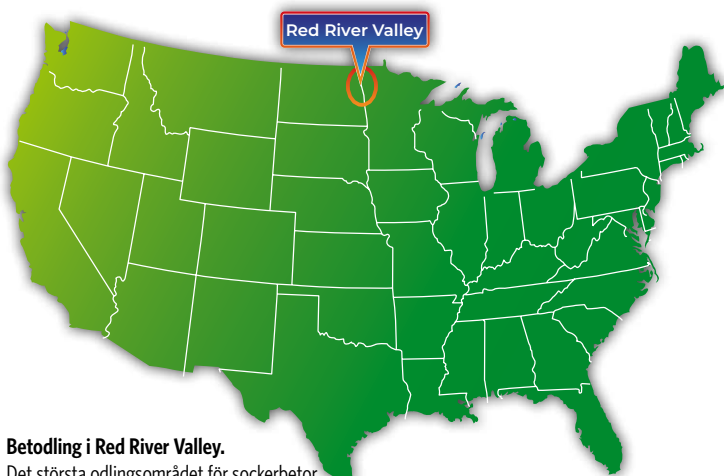 Red River Valley
Betodling i Red River Valley.
Det största odlingsområdet för sockerbetor